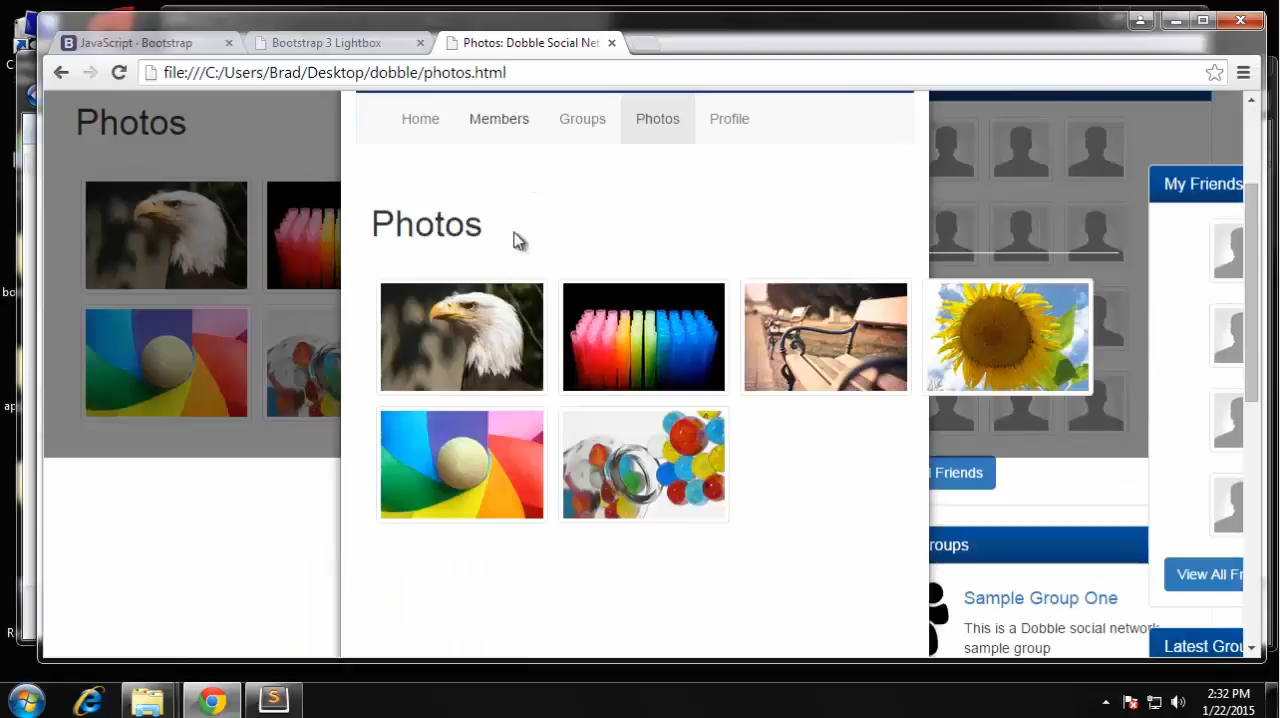 JavaScript · Bootstrap
Bootstrap 3 Lightbox
Photos: Dobble Social Net
file:///C:/Users/Brad/Desktop/dobble/photos.html
Home
Members
Groups
Photos
Profile
Photos
Photos
My Friends
View All Fr
l Friends
roups
Sample Group One
This is a Dobble social network
sample group
Latest Grou
2:32 PM
1/22/2015